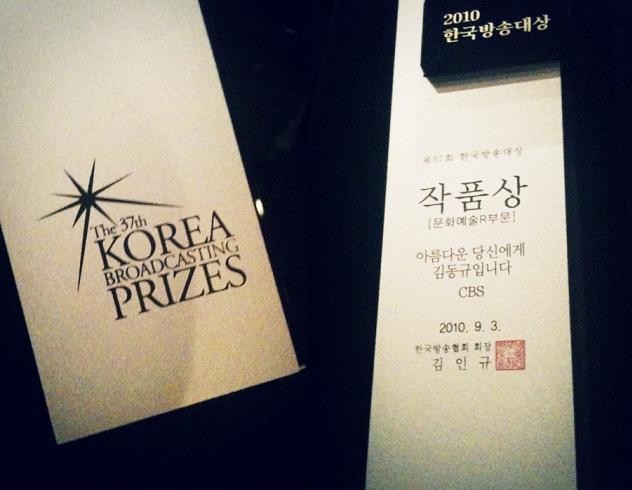 The 37th
KOREA
BROADCASTING
PRIZES
2010
한국방송대상
제37회 한국방송대상
작품상
[문화예술R부문]
아름다운 당신에게
김동규입니다
CBS
2010. 9. 3.
한국방송협회 회장
김 인 규